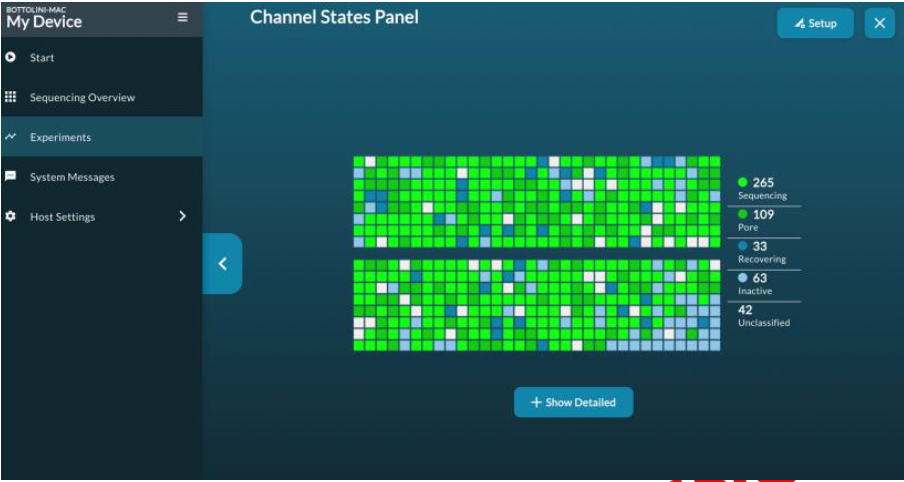 BOTTOLINI-MAC
My Device
Start
Sequencing Overview
Experiments
System Messages
Host Settings
Channel States Panel
Setup
265
Sequencing
109
Pore
33
Recovering
63
Inactive
42
Unclassified
+ Show Detailed